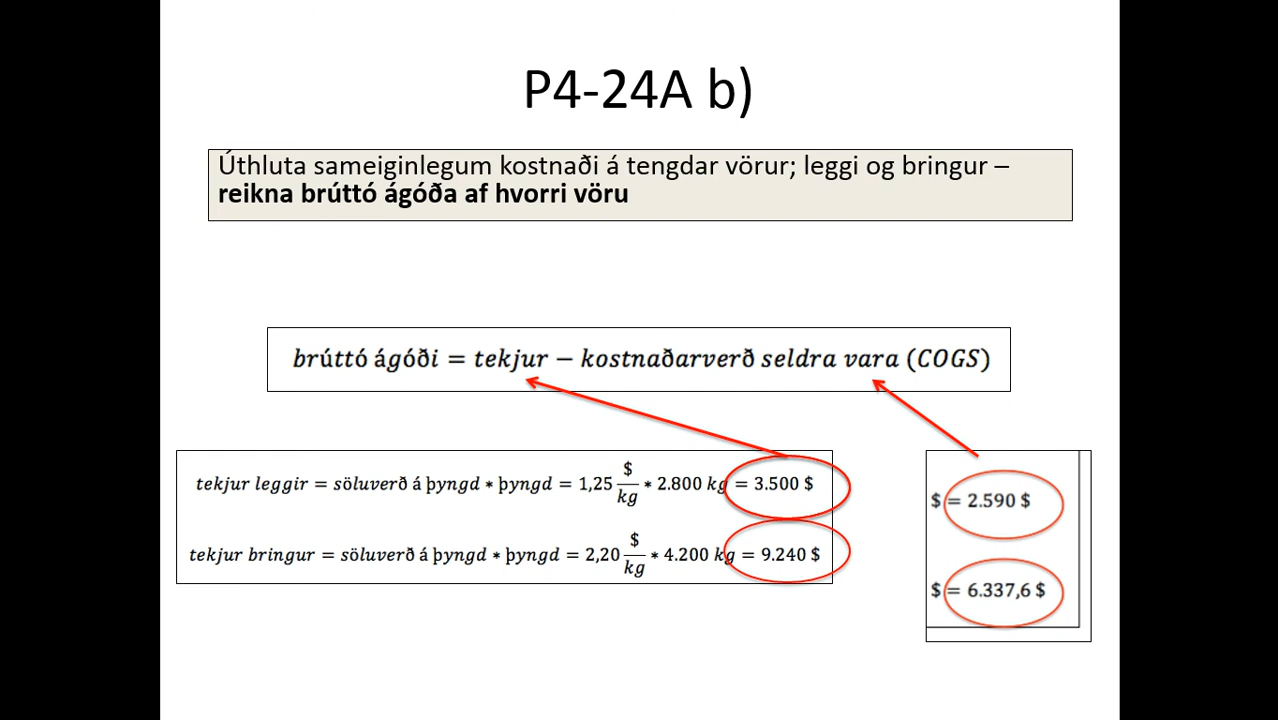 P4-24A b)
Úthluta sameiginlegum kostnaði á tengdar vörur; leggi og bringur –
reikna brúttó ágóða af hvorri vöru
brúttó ágóði = tekjur − kostnaðarverð seldra vara (COGS)
tekjur leggir = söluverð á þyngd * þyngd = 1,25 $/kg * 2.800 kg = 3.500 $
tekjur bringur = söluverð á þyngd * þyngd = 2,20 $/kg * 4.200 kg = 9.240 $
$ = 2.590 $
$ = 6.337,6 $